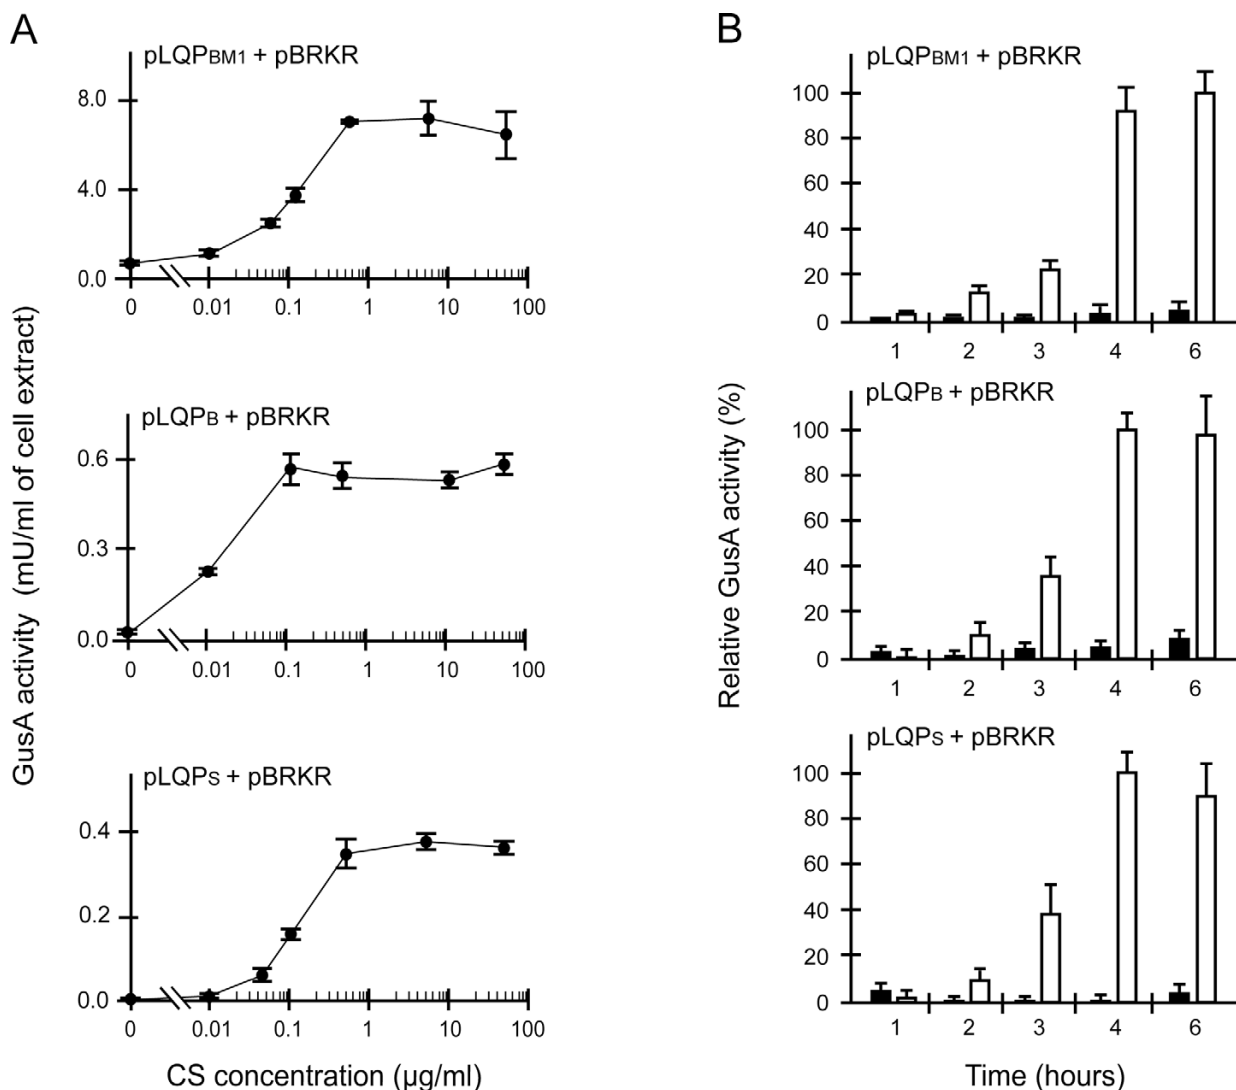 A
GusA activity (mU/ml of cell extract)
pLQPBM1 + pBRKR
8.0
4.0
0.0
0 0.01 0.1 1 10 100
pLQPB + pBRKR
0.6
0.3
0.0
0 0.01 0.1 1 10 100
pLQPS + pBRKR
0.4
0.2
0.0
0 0.01 0.1 1 10 100
CS concentration (µg/ml)
B
Relative GusA activity (%)
pLQPBM1 + pBRKR
100
80
60
40
20
0
1 2 3 4 6
pLQPB + pBRKR
100
80
60
40
20
0
1 2 3 4 6
pLQPS + pBRKR
100
80
60
40
20
0
1 2 3 4 6
Time (hours)